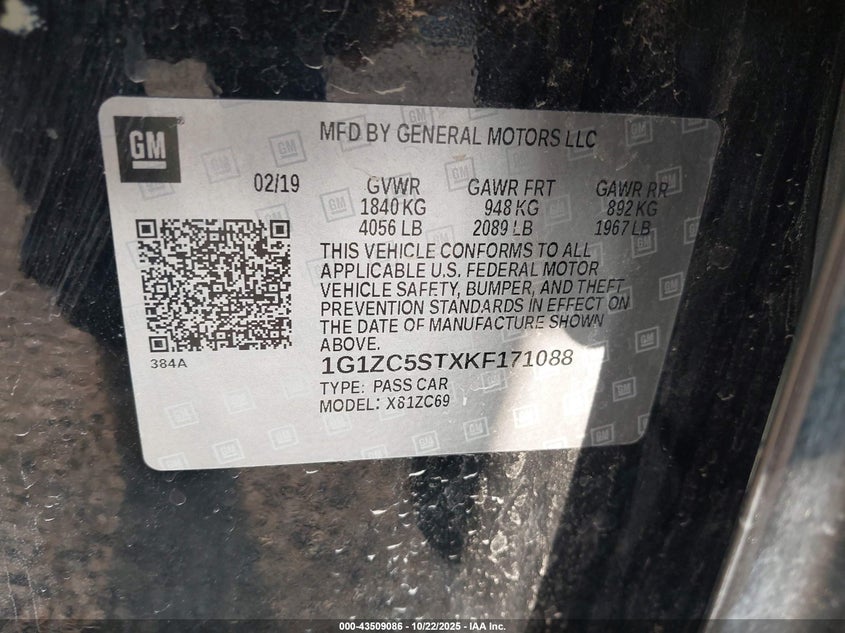 GM
MFD BY GENERAL MOTORS LLC
02/19
GVWR GAWR FRT GAWR RR
1840 KG 948 KG 892 KG
4056 LB 2089 LB 1967 LB
THIS VEHICLE CONFORMS TO ALL
APPLICABLE U.S. FEDERAL MOTOR
VEHICLE SAFETY, BUMPER, AND THEFT
PREVENTION STANDARDS IN EFFECT ON
THE DATE OF MANUFACTURE SHOWN
ABOVE.
384A
1G1ZC5STXKF171088
TYPE: PASS CAR
MODEL: X81ZC69
000-43509086 - 10/22/2025 - IAA Inc.